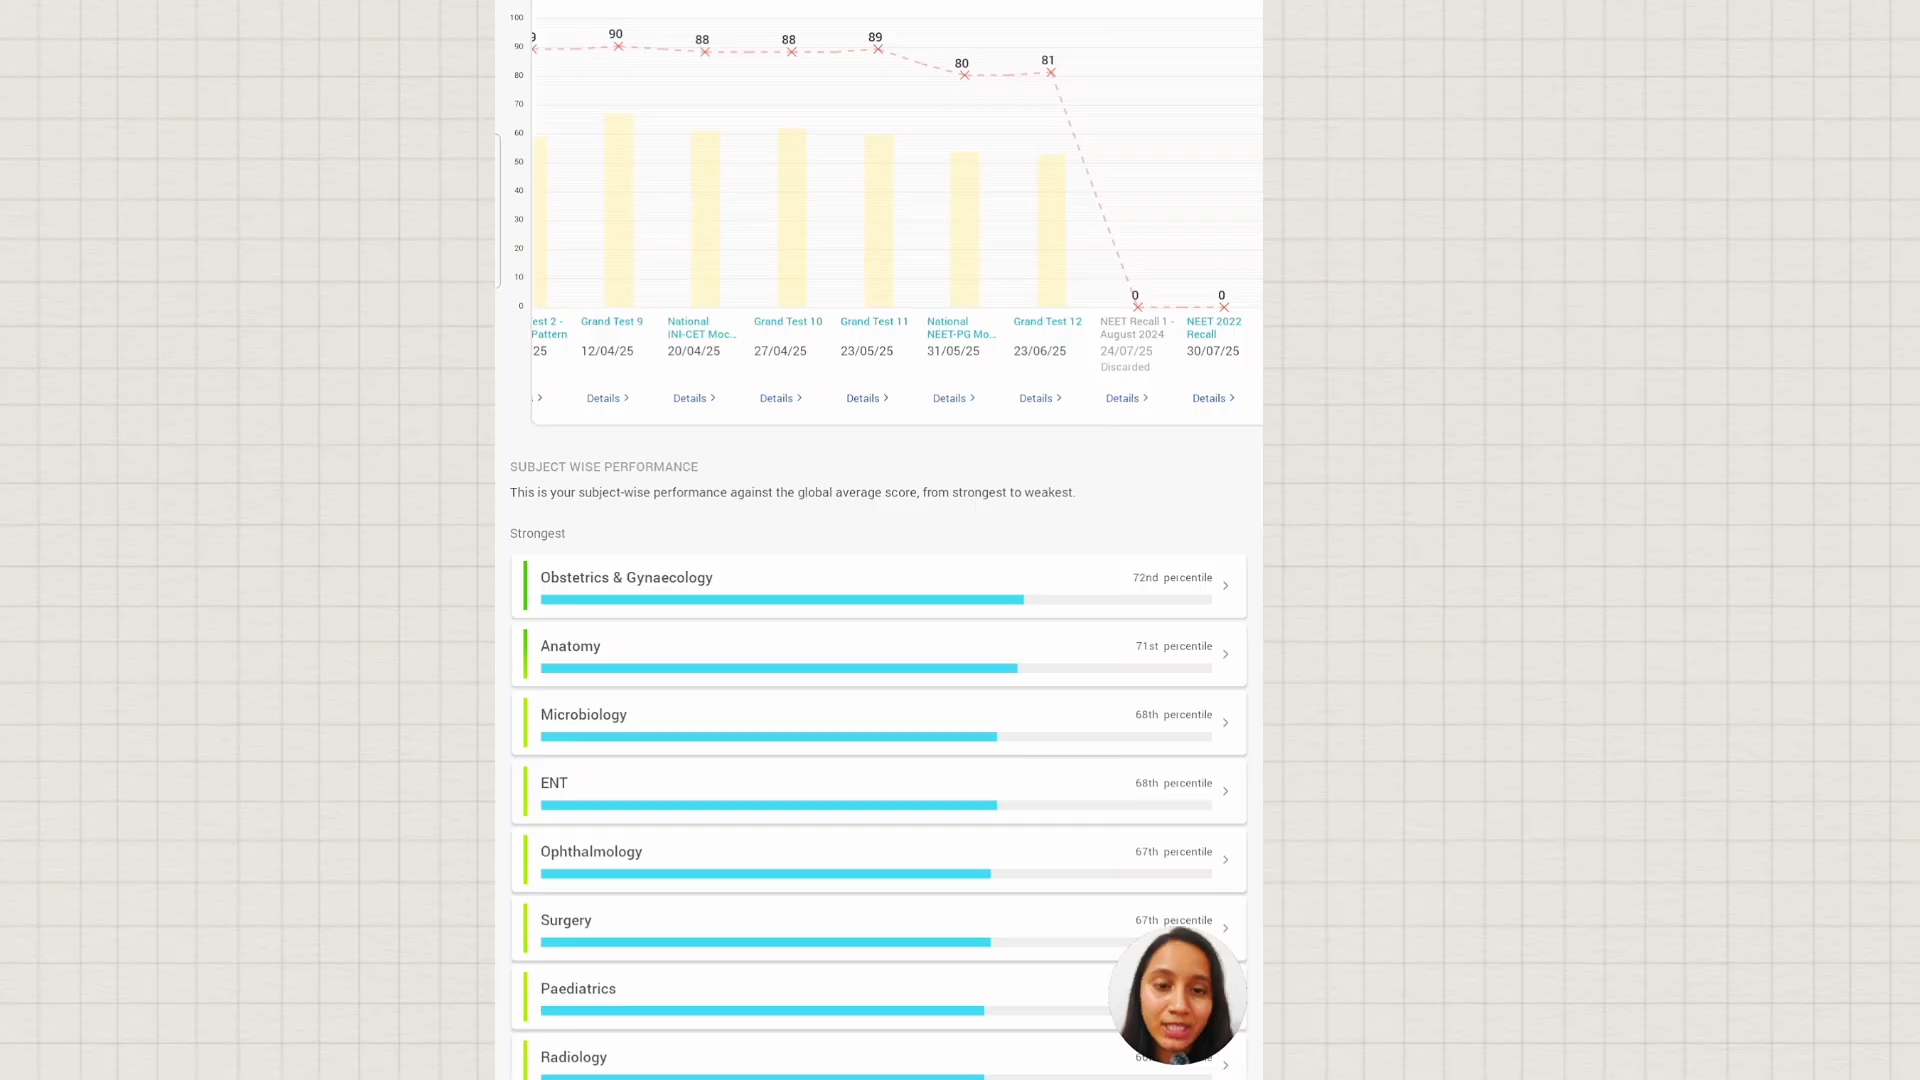 100
90
80
70
60
50
40
30
20
10
0
9
90
88
88
89
80
81
0
0
est 2 -
Pattern
25
Grand Test 9
12/04/25
Details
National
INI-CET Moc...
20/04/25
Details
Grand Test 10
27/04/25
Details
Grand Test 11
23/05/25
Details
National
NEET-PG Mo...
31/05/25
Details
Grand Test 12
23/06/25
Details
NEET Recall 1 -
August 2024
24/07/25
Discarded
Details
NEET 2022
Recall
30/07/25
Details
SUBJECT WISE PERFORMANCE
This is your subject-wise performance against the global average score, from strongest to weakest.
Strongest
Obstetrics & Gynaecology 72nd percentile
Anatomy 71st percentile
Microbiology 68th percentile
ENT 68th percentile
Ophthalmology 67th percentile
Surgery 67th percentile
Paediatrics
Radiology